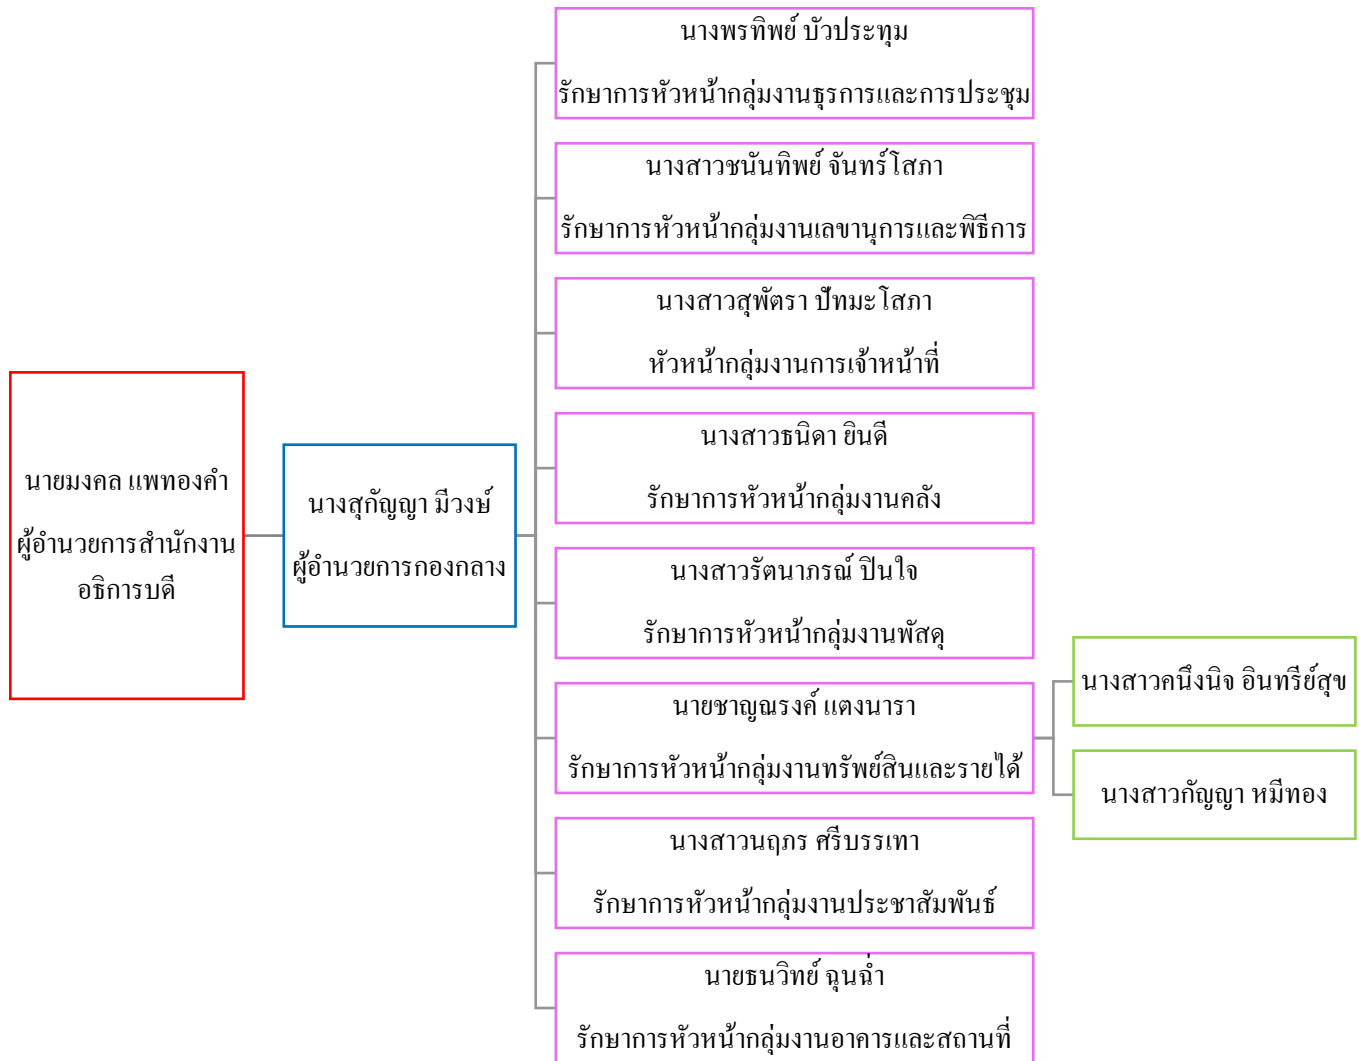 นายมงคล แพทองคำ
ผู้อำนวยการสำนักงาน
อธิการบดี
นางสุกัญญา มีวงษ์
ผู้อำนวยการกองกลาง
นางพรทิพย์ บัวประทุม
รักษาการหัวหน้ากลุ่มงานธุรการและการประชุม
นางสาวชนันทิพย์ จันทร์โสภา
รักษาการหัวหน้ากลุ่มงานเลขานุการและพิธีการ
นางสาวสุพัตรา ปัทมะโสภา
หัวหน้ากลุ่มงานการเจ้าหน้าที่
นางสาวธนิดา ยินดี
รักษาการหัวหน้ากลุ่มงานคลัง
นางสาวรัตนาภรณ์ ปินใจ
รักษาการหัวหน้ากลุ่มงานพัสดุ
นายชาญณรงค์ แตงนารา
รักษาการหัวหน้ากลุ่มงานทรัพย์สินและรายได้
นางสาวคนึงนิจ อินทรีย์สุข
นางสาวกัญญา หมีทอง
นางสาวนฤภร ศรีบรรเทา
รักษาการหัวหน้ากลุ่มงานประชาสัมพันธ์
นายธนวิทย์ ฉุนฉ่ำ
รักษาการหัวหน้ากลุ่มงานอาคารและสถานที่